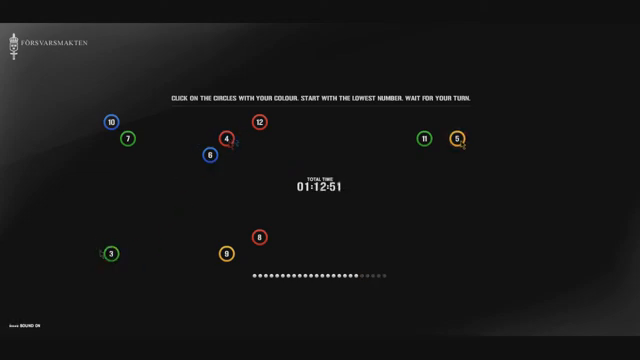 FÖRSVARSMAKTEN
CLICK ON THE CIRCLES WITH YOUR COLOUR. START WITH THE LOWEST NUMBER. WAIT FOR YOUR TURN.
10
12
7
4
11
5
6
TOTAL TIME
01:12:51
8
3
9
SOUND ON